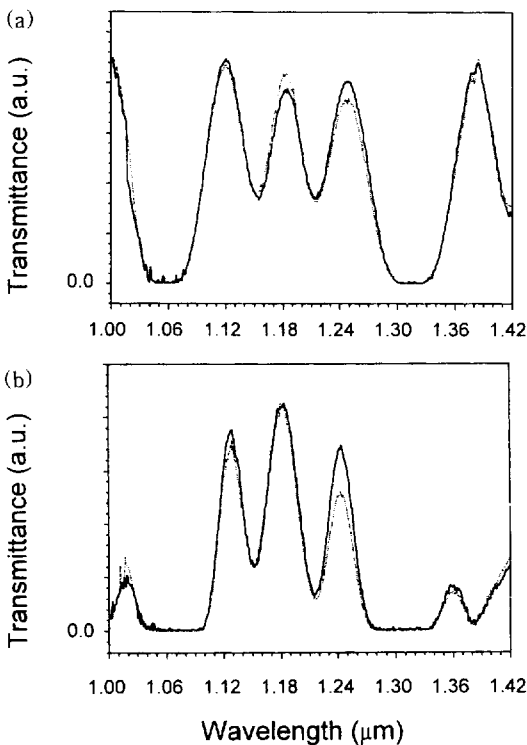 (a)
Transmittance (a.u.)
0.0
1.00 1.06 1.12 1.18 1.24 1.30 1.36 1.42
(b)
Transmittance (a.u.)
0.0
1.00 1.06 1.12 1.18 1.24 1.30 1.36 1.42
Wavelength (μm)